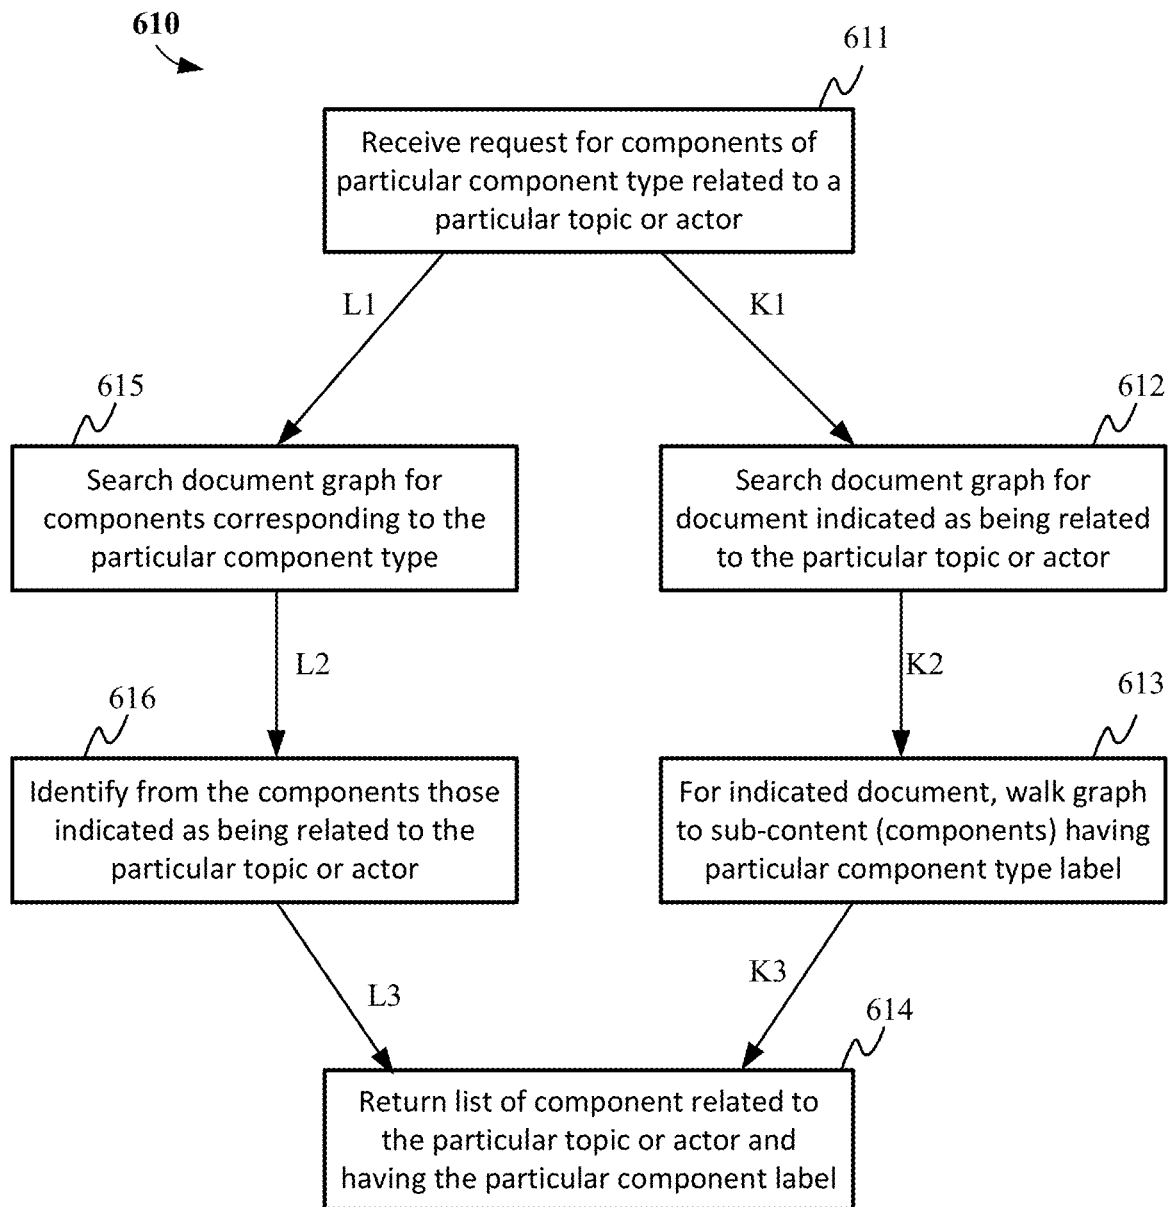 610
611
Receive request for components of
particular component type related to a
particular topic or actor
L1
K1
615
612
Search document graph for
components corresponding to the
particular component type
Search document graph for
document indicated as being related
to the particular topic or actor
L2
K2
616
613
Identify from the components those
indicated as being related to the
particular topic or actor
For indicated document, walk graph
to sub-content (components) having
particular component type label
L3
K3
614
Return list of component related to
the particular topic or actor and
having the particular component label